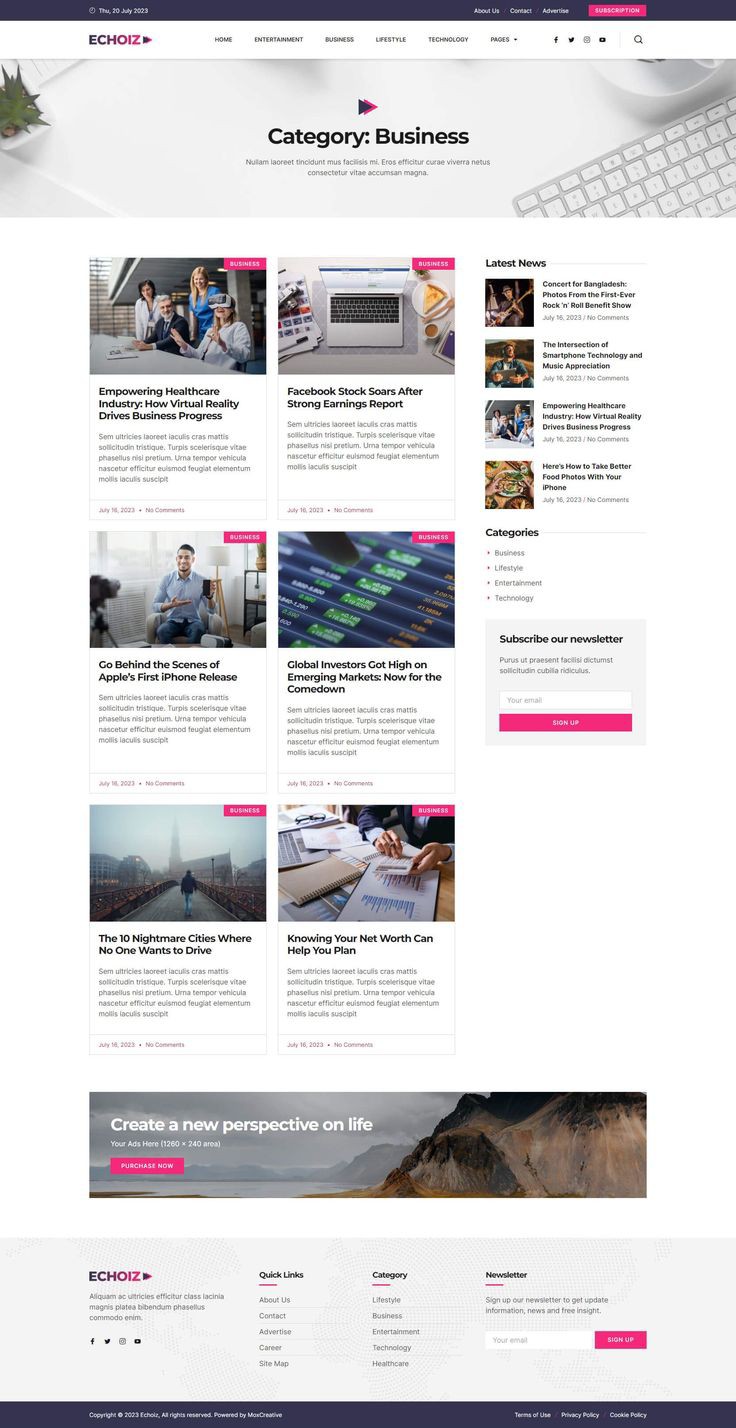 Thu, 20 July 2023
About Us / Contact / Advertise
SUBSCRIPTION
ECHOIZ
HOME
ENTERTAINMENT
BUSINESS
LIFESTYLE
TECHNOLOGY
PAGES
Category: Business
Nullam laoreet tincidunt mus facilisis mi. Eros efficitur curae viverra netus
consectetur vitae accumsan magna.
BUSINESS
Empowering Healthcare
Industry: How Virtual Reality
Drives Business Progress
Sem ultricies laoreet iaculis cras mattis
sollicitudin tristique. Turpis scelerisque vitae
phasellus nisi pretium. Urna tempor vehicula
nascetur efficitur euismod feugiat elementum
mollis iaculis suscipit
July 16, 2023 • No Comments
BUSINESS
Facebook Stock Soars After
Strong Earnings Report
Sem ultricies laoreet iaculis cras mattis
sollicitudin tristique. Turpis scelerisque vitae
phasellus nisi pretium. Urna tempor vehicula
nascetur efficitur euismod feugiat elementum
mollis iaculis suscipit
July 16, 2023 • No Comments
BUSINESS
Go Behind the Scenes of
Apple's First iPhone Release
Sem ultricies laoreet iaculis cras mattis
sollicitudin tristique. Turpis scelerisque vitae
phasellus nisi pretium. Urna tempor vehicula
nascetur efficitur euismod feugiat elementum
mollis iaculis suscipit
July 16, 2023 • No Comments
BUSINESS
Global Investors Got High on
Emerging Markets: Now for the
Comedown
Sem ultricies laoreet iaculis cras mattis
sollicitudin tristique. Turpis scelerisque vitae
phasellus nisi pretium. Urna tempor vehicula
nascetur efficitur euismod feugiat elementum
mollis iaculis suscipit
July 16, 2023 • No Comments
BUSINESS
The 10 Nightmare Cities Where
No One Wants to Drive
Sem ultricies laoreet iaculis cras mattis
sollicitudin tristique. Turpis scelerisque vitae
phasellus nisi pretium. Urna tempor vehicula
nascetur efficitur euismod feugiat elementum
mollis iaculis suscipit
July 16, 2023 • No Comments
BUSINESS
Knowing Your Net Worth Can
Help You Plan
Sem ultricies laoreet iaculis cras mattis
sollicitudin tristique. Turpis scelerisque vitae
phasellus nisi pretium. Urna tempor vehicula
nascetur efficitur euismod feugiat elementum
mollis iaculis suscipit
July 16, 2023 • No Comments
Latest News
Concert for Bangladesh:
Photos From the First-Ever
Rock 'n' Roll Benefit Show
July 16, 2023 / No Comments
The Intersection of
Smartphone Technology and
Music Appreciation
July 16, 2023 / No Comments
Empowering Healthcare
Industry: How Virtual Reality
Drives Business Progress
July 16, 2023 / No Comments
Here's How to Take Better
Food Photos With Your
iPhone
July 16, 2023 / No Comments
Categories
Business
Lifestyle
Entertainment
Technology
Subscribe our newsletter
Purus ut praesent facilisi dictumst
sollicitudin cubilia ridiculus.
Your email
SIGN UP
Create a new perspective on life
Your Ads Here (1260 × 240 area)
PURCHASE NOW
ECHOIZ
Aliquam ac ultricies efficitur class lacinia
magnis platea bibendum phasellus
commodo enim.
Quick Links
About Us
Contact
Advertise
Career
Site Map
Category
Lifestyle
Business
Entertainment
Technology
Healthcare
Newsletter
Sign up our newsletter to get update
information, news and free insight.
Your email
SIGN UP
Copyright © 2023 Echoiz, All rights reserved. Powered by MoxCreative
Terms of Use / Privacy Policy / Cookie Policy